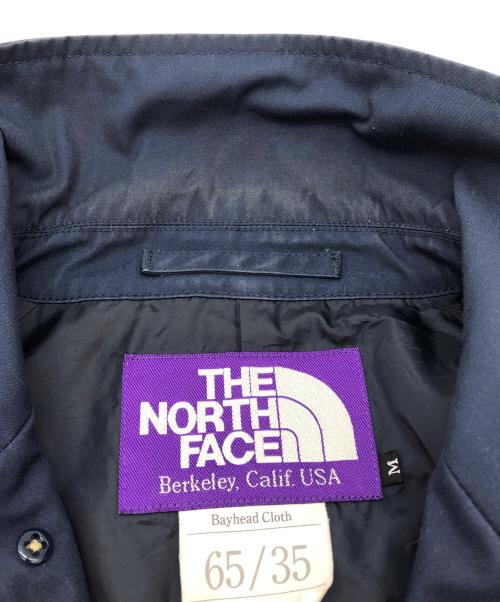 THE
NORTH
FACE
Berkeley, Calif. USA
M
Bayhead Cloth
65/35